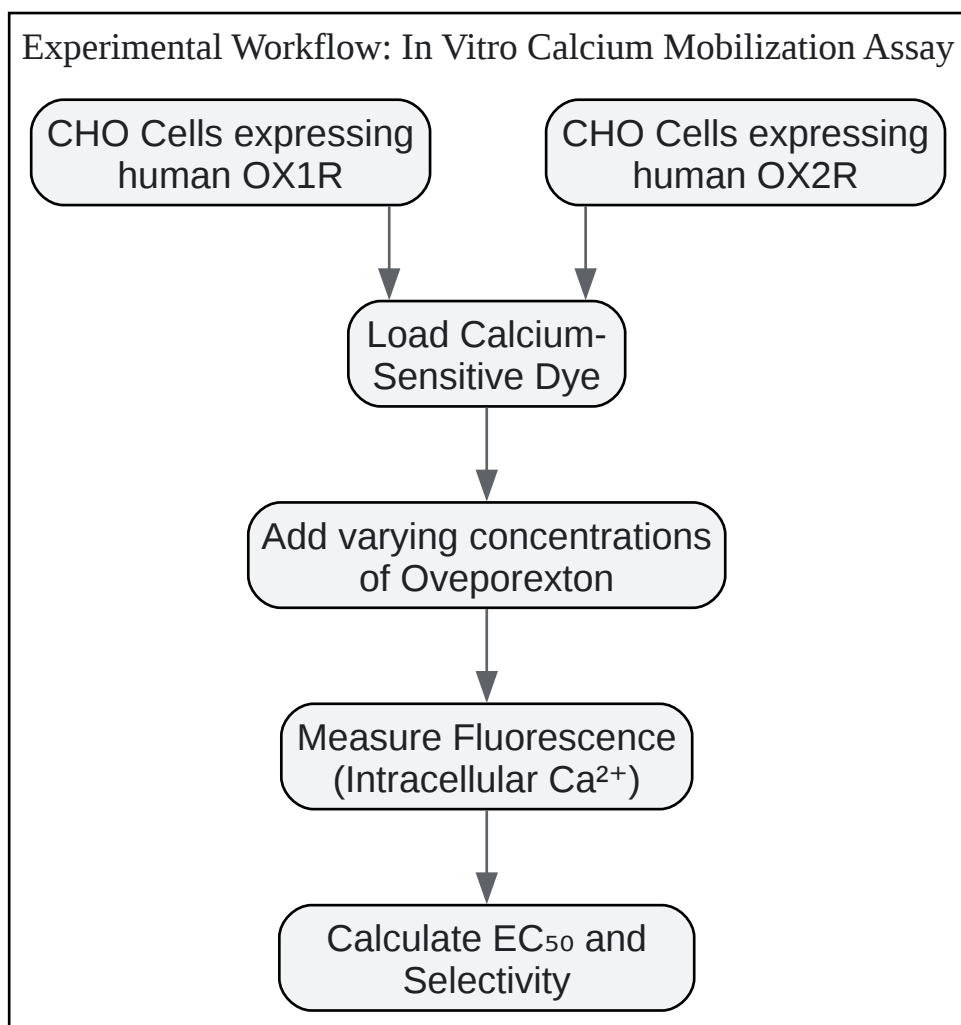 Experimental Workflow: In Vitro Calcium Mobilization Assay
CHO Cells expressing
human OX1R
CHO Cells expressing
human OX2R
Load Calcium-
Sensitive Dye
Add varying concentrations
of Oveporexton
Measure Fluorescence
(Intracellular Ca²⁺)
Calculate EC₅₀ and
Selectivity